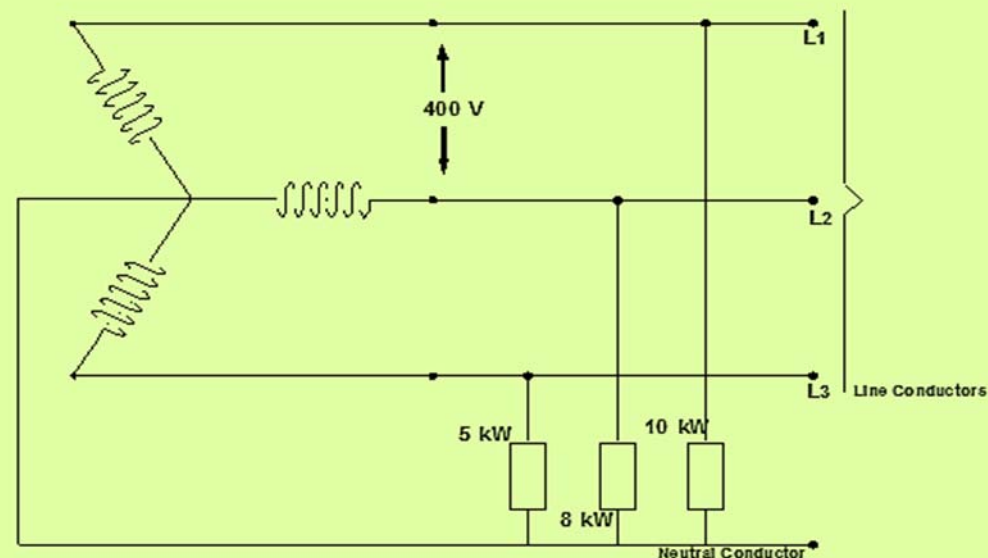 L1
400 V
L2
L3
Line Conductors
5 kW
10 kW
8 kW
Neutral Conductor